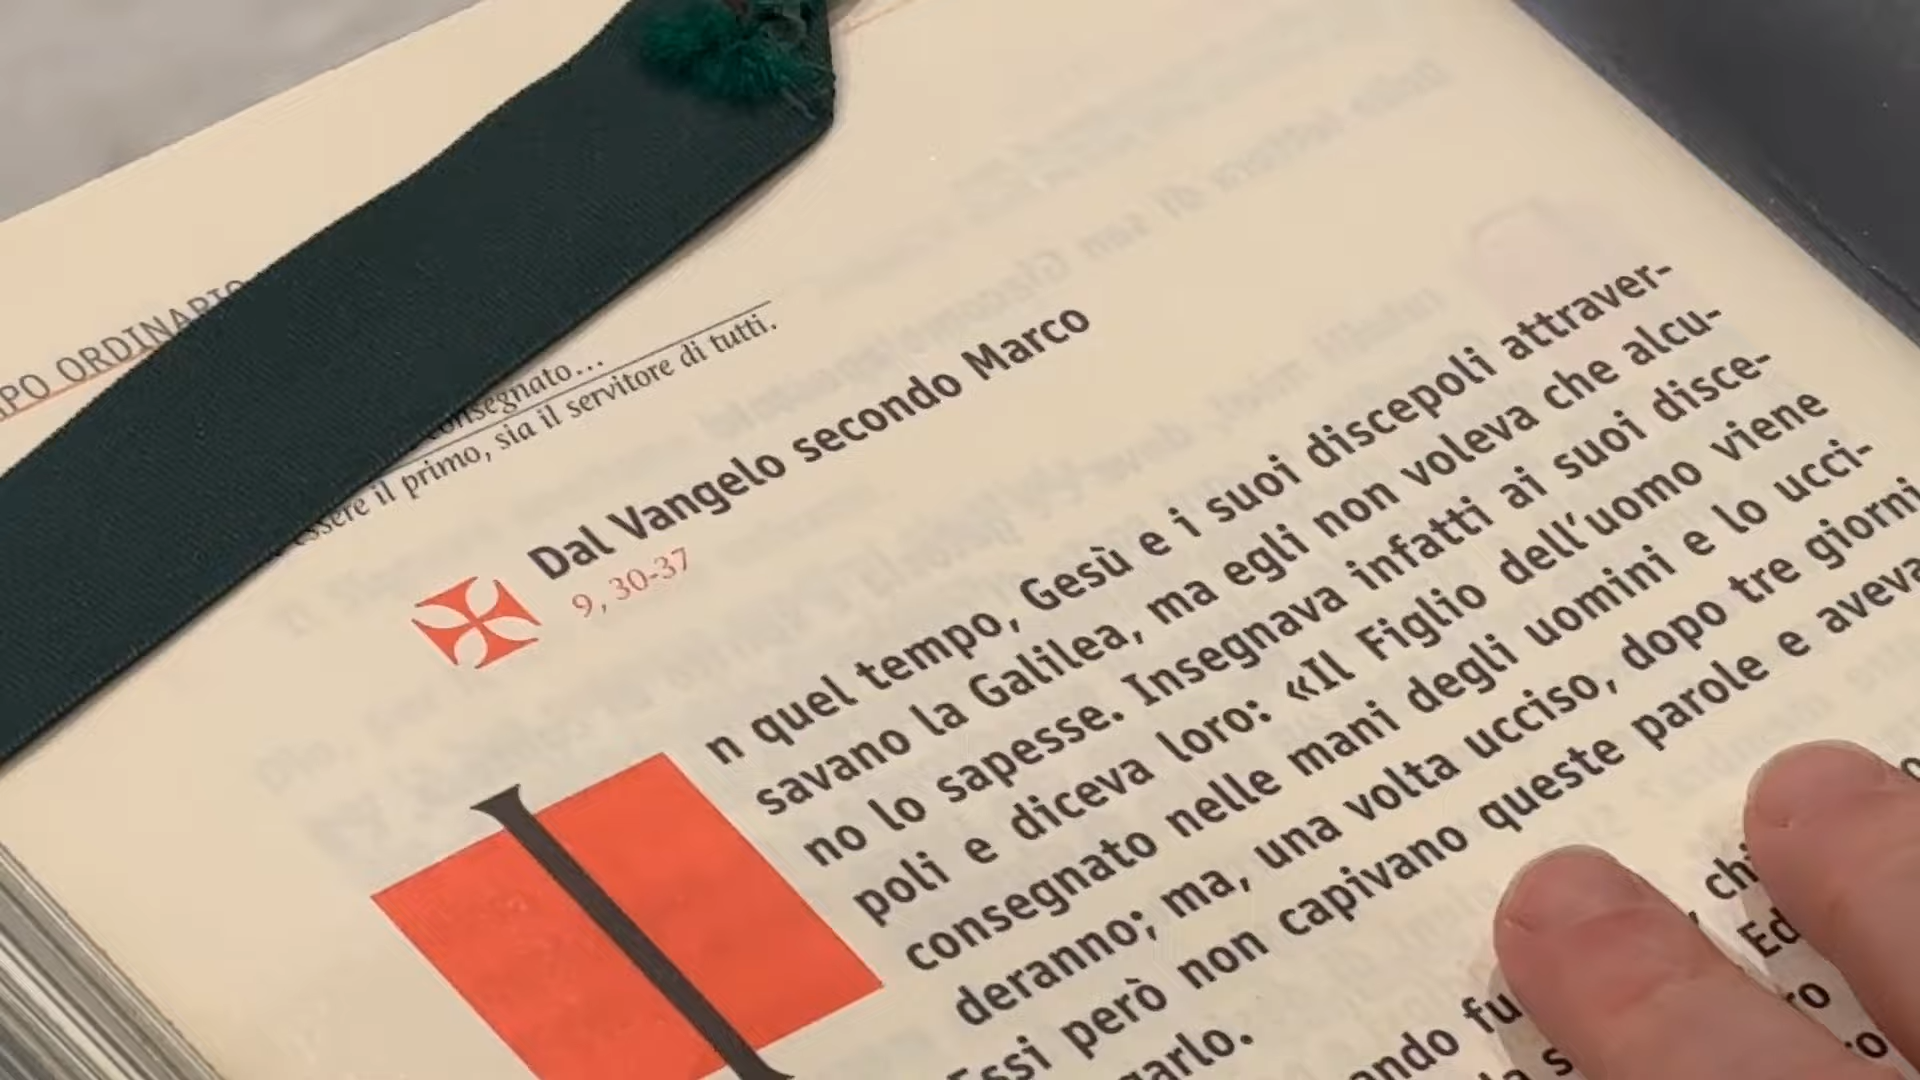 PO ORDINARIO
consegnato...
essere il primo, sia il servitore di tutti.
Dal Vangelo secondo Marco
9, 30-37
In quel tempo, Gesù e i suoi discepoli attraver-
savano la Galilea, ma egli non voleva che alcu-
no lo sapesse. Insegnava infatti ai suoi disce-
poli e diceva loro: «Il Figlio dell'uomo viene
consegnato nelle mani degli uomini e lo ucci-
deranno; ma, una volta ucciso, dopo tre giorni
Essi però non capivano queste parole e aveva
garlo.